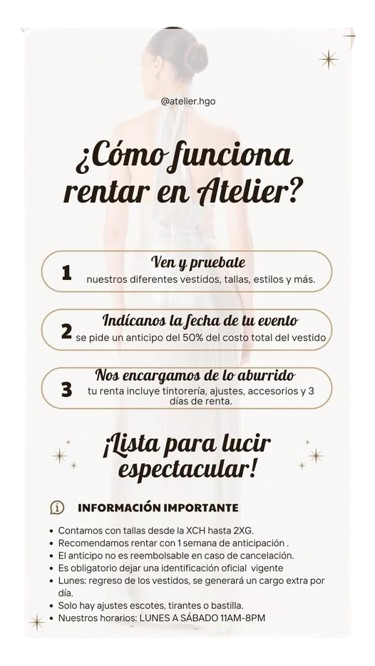 @atelier.hgo
¿Cómo funciona
rentar en Atelier?
1
Ven y pruebate
nuestros diferentes vestidos, tallas, estilos y más.
2
Indícanos la fecha de tu evento
se pide un anticipo del 50% del costo total del vestido
3
Nos encargamos de lo aburrido
tu renta incluye tintorería, ajustes, accesorios y 3
días de renta.
¡Lista para lucir
espectacular!
INFORMACIÓN IMPORTANTE
• Contamos con tallas desde la XCH hasta 2XG.
• Recomendamos rentar con 1 semana de anticipación .
• El anticipo no es reembolsable en caso de cancelación.
• Es obligatorio dejar una identificación oficial vigente
• Lunes: regreso de los vestidos, se generará un cargo extra por
día.
• Solo hay ajustes escotes, tirantes o bastilla.
• Nuestros horarios: LUNES A SÁBADO 11AM-8PM